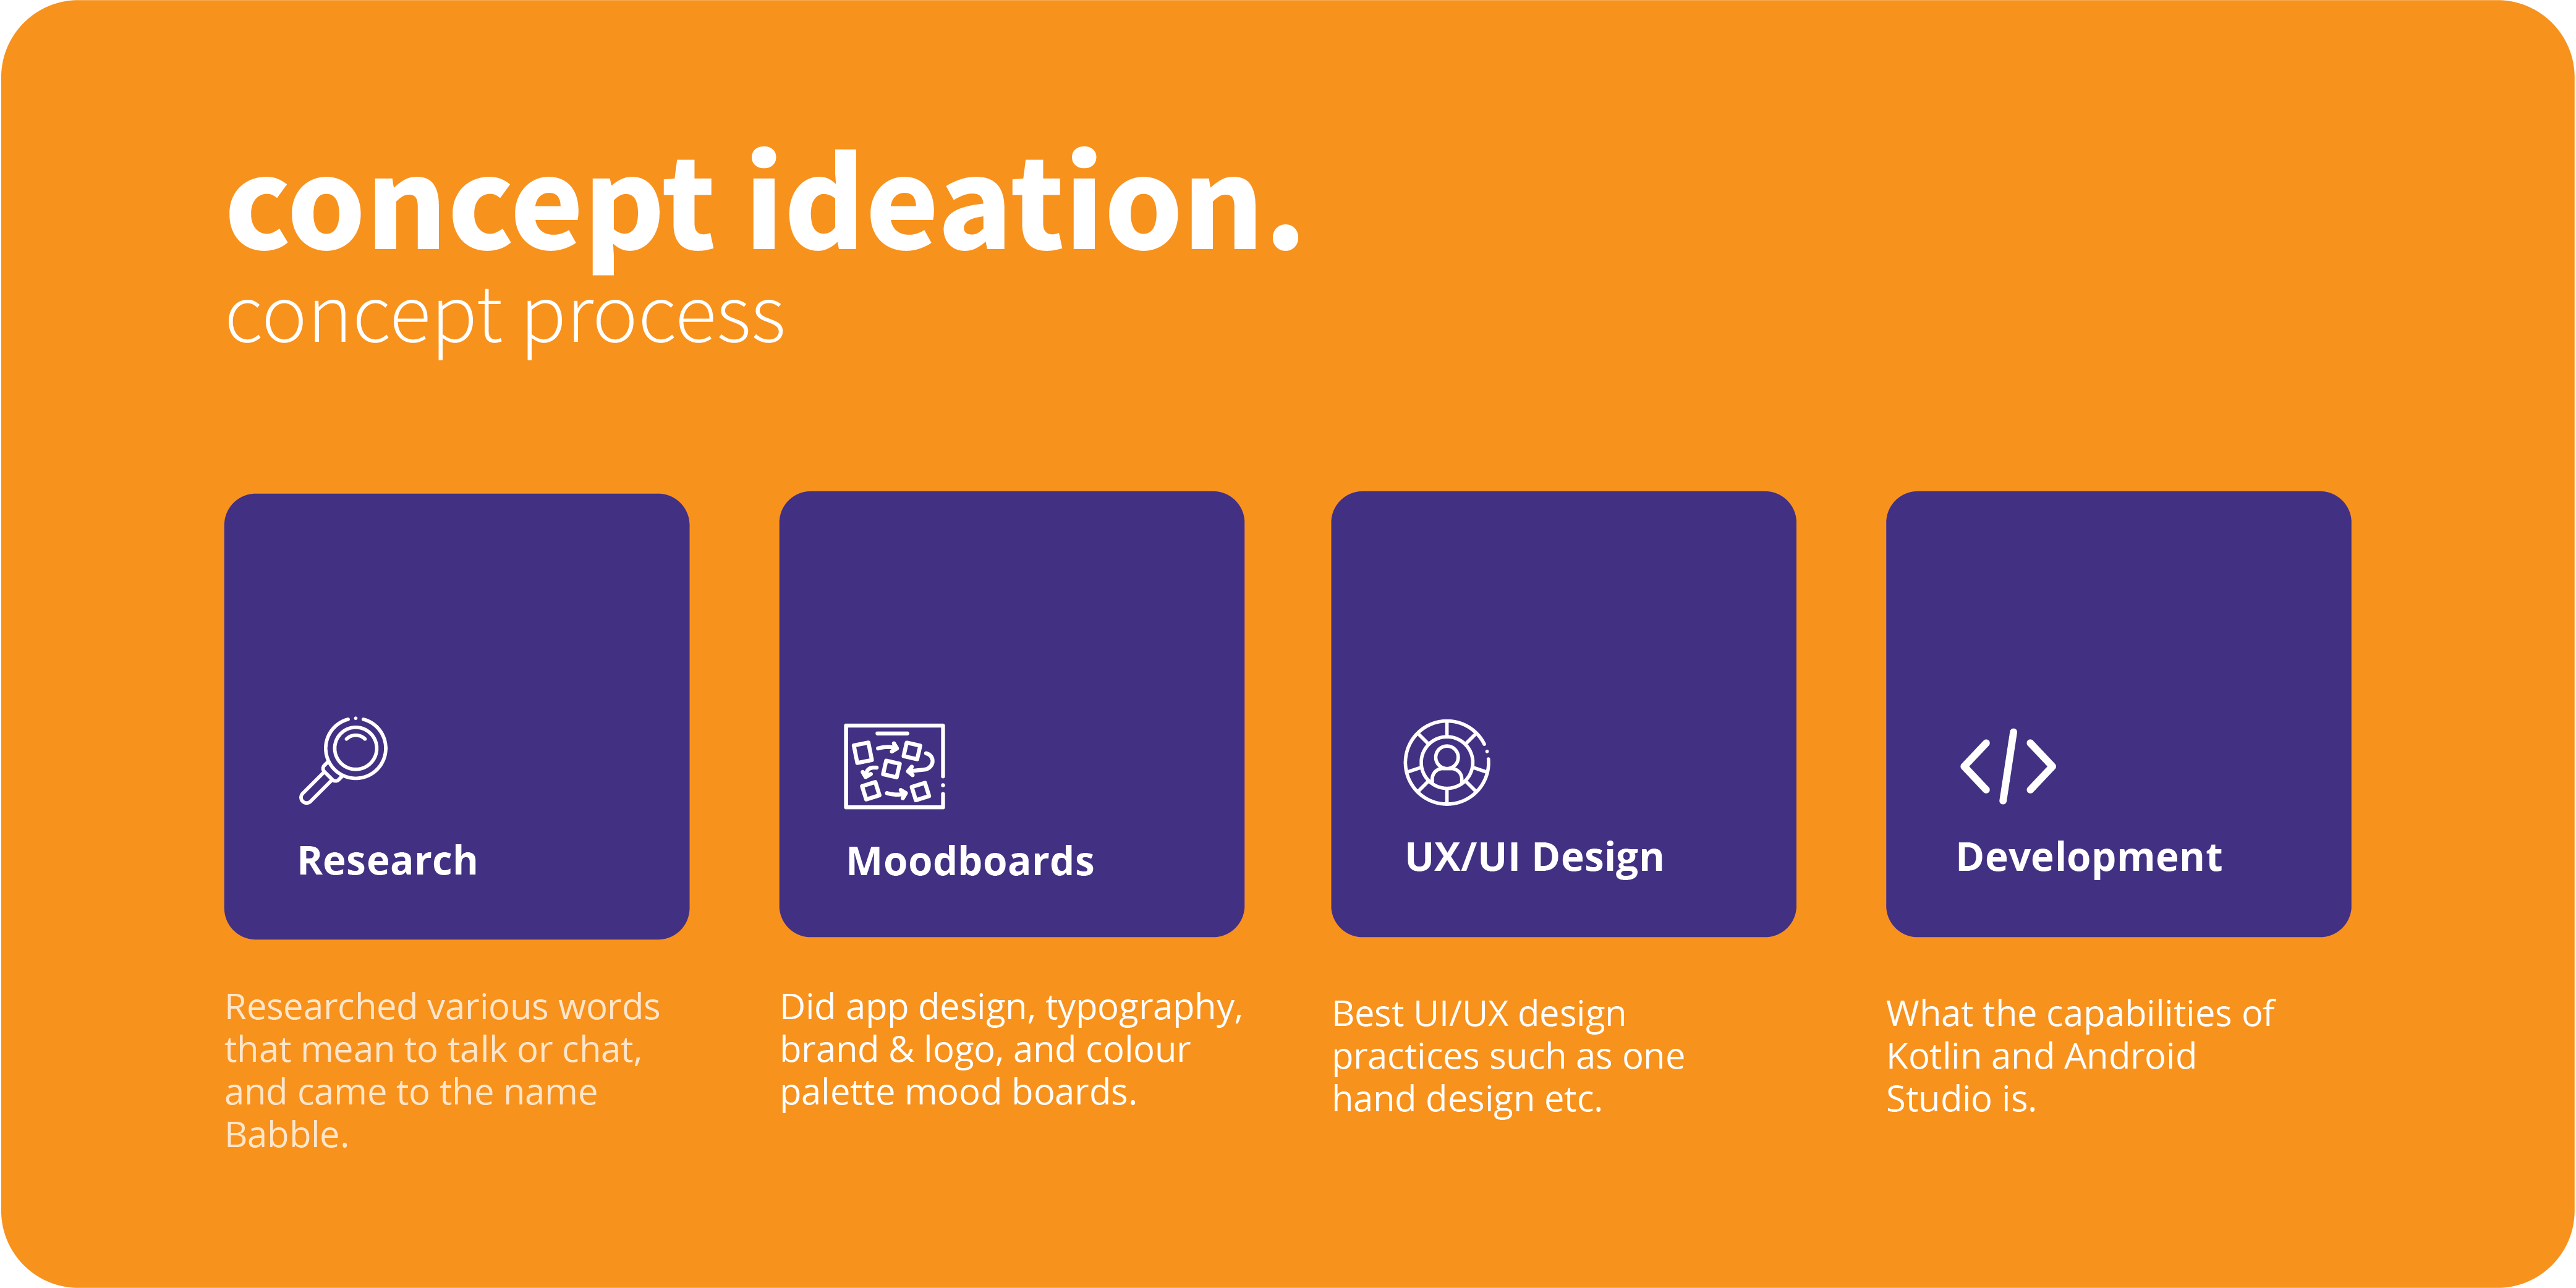 concept ideation.
concept process
Research
Researched various words
that mean to talk or chat,
and came to the name
Babble.
Moodboards
Did app design, typography,
brand & logo, and colour
palette mood boards.
UX/UI Design
Best UI/UX design
practices such as one
hand design etc.
Development
What the capabilities of
Kotlin and Android
Studio is.